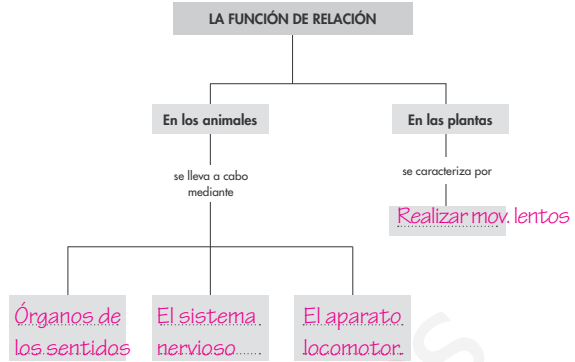 LA FUNCIÓN DE RELACIÓN
En los animales
En las plantas
se lleva a cabo
mediante
se caracteriza por
Realizar mov. lentos
Órganos de
los sentidos
El sistema
nervioso
El aparato
locomotor